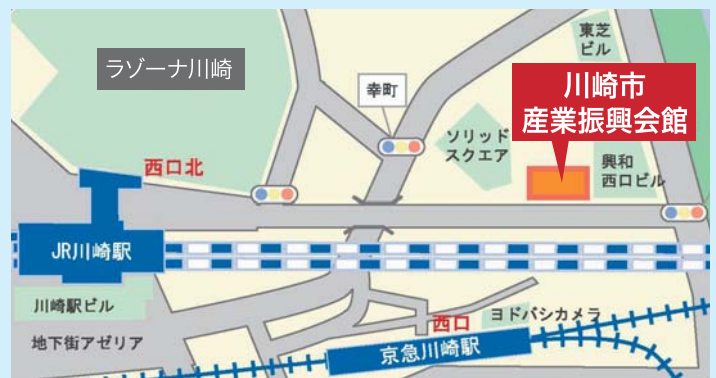 東芝
ビル
ラゾーナ川崎
幸町
川崎市
産業振興会館
ソリッド
スクエア
興和
西口ビル
西口北
JR川崎駅
川崎駅ビル
地下街アゼリア
西口
ヨドバシカメラ
京急川崎駅